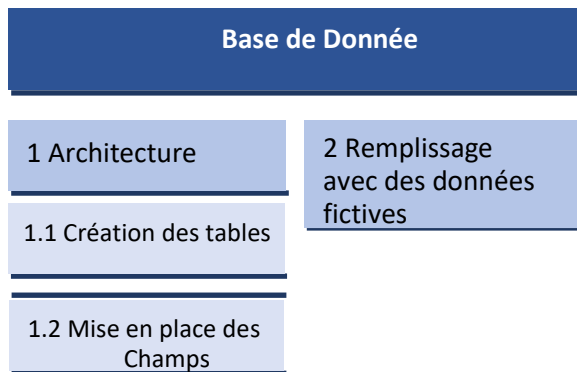 Base de Donnée
1 Architecture
1.1 Création des tables
1.2 Mise en place des
Champs
2 Remplissage
avec des données
fictives